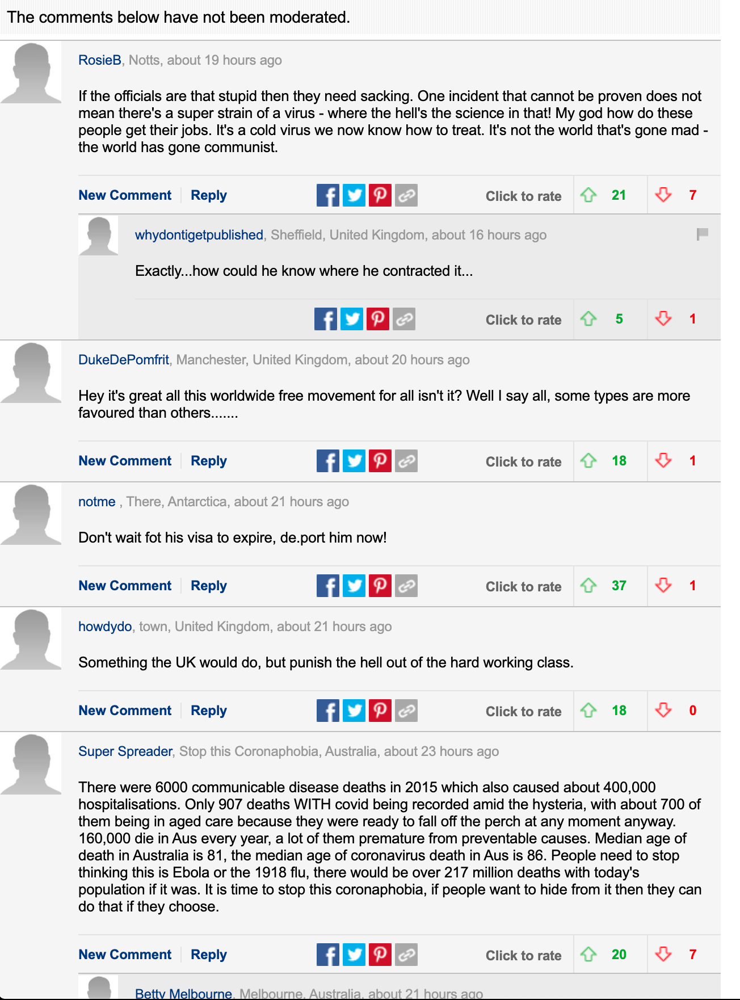 The comments below have not been moderated.
RosieB, Notts, about 19 hours ago
If the officials are that stupid then they need sacking. One incident that cannot be proven does not
mean there's a super strain of a virus - where the hell's the science in that! My god how do these
people get their jobs. It's a cold virus we now know how to treat. It's not the world that's gone mad -
the world has gone communist.
New Comment Reply Click to rate 21 7
whydontigetpublished, Sheffield, United Kingdom, about 16 hours ago
Exactly...how could he know where he contracted it...
Click to rate 5 1
DukeDePomfrit, Manchester, United Kingdom, about 20 hours ago
Hey it's great all this worldwide free movement for all isn't it? Well I say all, some types are more
favoured than others.......
New Comment Reply Click to rate 18 1
notme , There, Antarctica, about 21 hours ago
Don't wait fot his visa to expire, de.port him now!
New Comment Reply Click to rate 37 1
howdydo, town, United Kingdom, about 21 hours ago
Something the UK would do, but punish the hell out of the hard working class.
New Comment Reply Click to rate 18 0
Super Spreader, Stop this Coronaphobia, Australia, about 23 hours ago
There were 6000 communicable disease deaths in 2015 which also caused about 400,000
hospitalisations. Only 907 deaths WITH covid being recorded amid the hysteria, with about 700 of
them being in aged care because they were ready to fall off the perch at any moment anyway.
160,000 die in Aus every year, a lot of them premature from preventable causes. Median age of
death in Australia is 81, the median age of coronavirus death in Aus is 86. People need to stop
thinking this is Ebola or the 1918 flu, there would be over 217 million deaths with today's
population if it was. It is time to stop this coronaphobia, if people want to hide from it then they can
do that if they choose.
New Comment Reply Click to rate 20 7
Betty Melbourne, Melbourne, Australia, about 21 hours ago